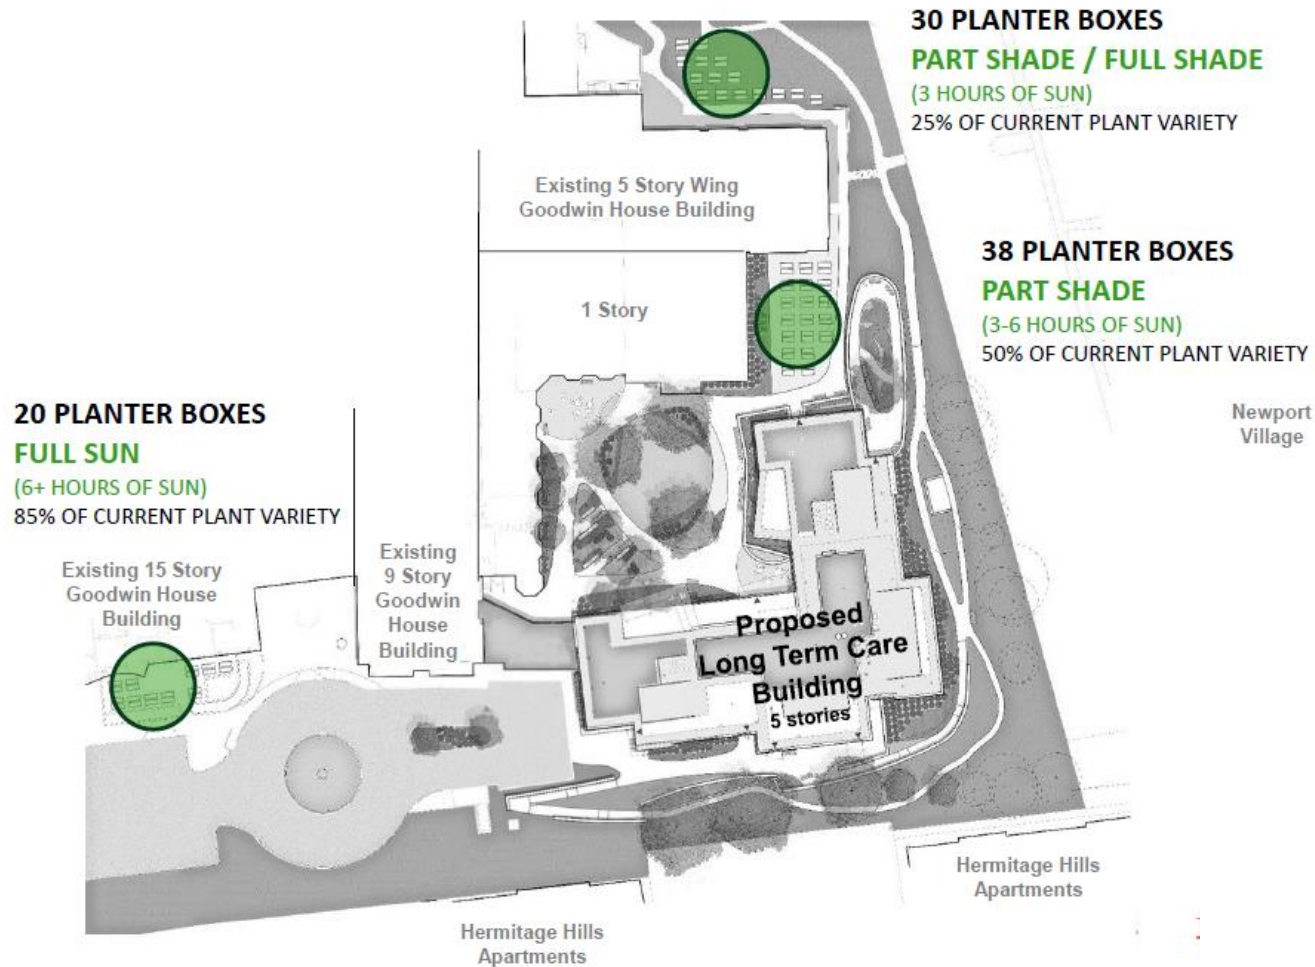 30 PLANTER BOXES
PART SHADE / FULL SHADE
(3 HOURS OF SUN)
25% OF CURRENT PLANT VARIETY
Existing 5 Story Wing
Goodwin House Building
38 PLANTER BOXES
PART SHADE
(3-6 HOURS OF SUN)
50% OF CURRENT PLANT VARIETY
1 Story
Newport
Village
20 PLANTER BOXES
FULL SUN
(6+ HOURS OF SUN)
85% OF CURRENT PLANT VARIETY
Existing 15 Story
Goodwin House
Building
Existing
9 Story
Goodwin
House
Building
Proposed
Long Term Care
Building
5 stories
Hermitage Hills
Apartments
Hermitage Hills
Apartments